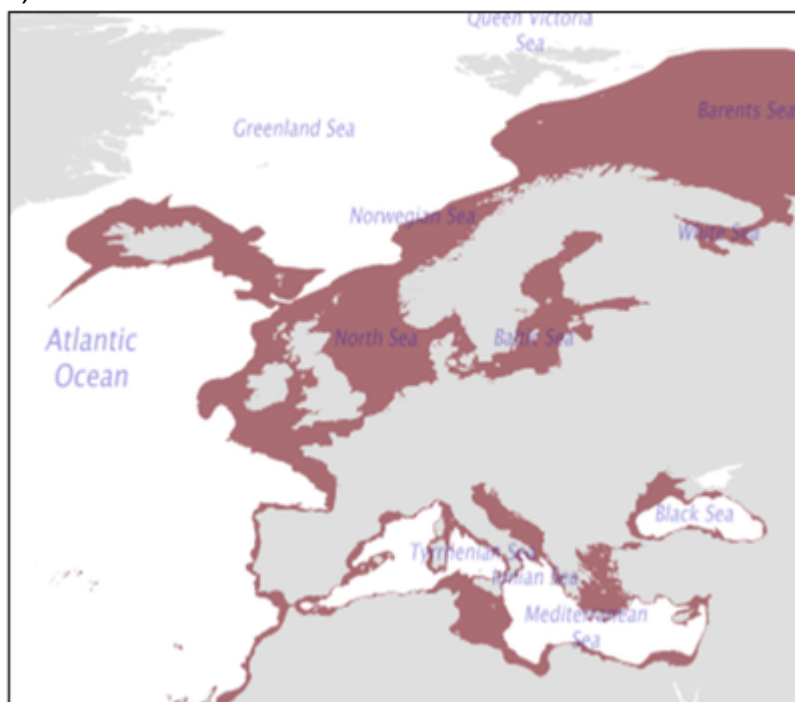 Queen Victoria
Sea
Barents Sea
Greenland Sea
Norwegian Sea
White Sea
Atlantic
Ocean
North Sea
Baltic Sea
Black Sea
Tyrrhenian Sea
Ionian Sea
Mediterranean
Sea